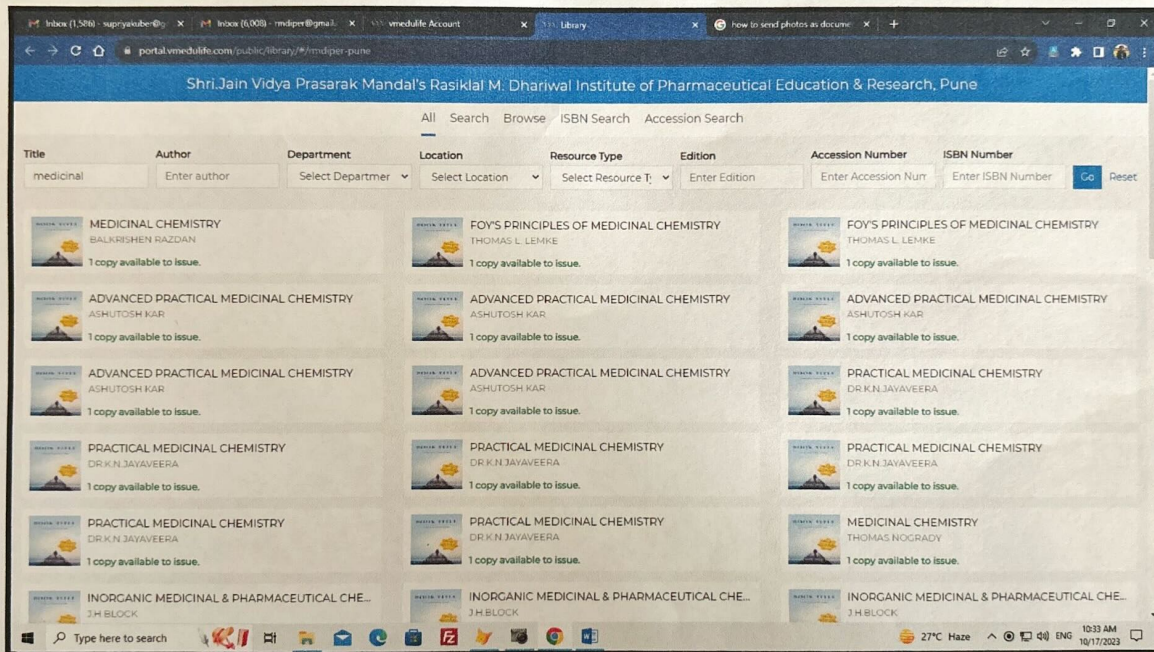 Inbox (1,586) - supriyakuber@g
Inbox (6,008) - rmdiper@gmail.
vmedulife Account
Library
how to send photos as docume
portal.vmedulife.com/public/library/#/rmdiper-pune
Shri.Jain Vidya Prasarak Mandal's Rasiklal M. Dhariwal Institute of Pharmaceutical Education & Research, Pune
All Search Browse ISBN Search Accession Search
Title Author Department Location Resource Type Edition Accession Number ISBN Number
medicinal Enter author Select Departmer Select Location Select Resource Ty Enter Edition Enter Accession Num Enter ISBN Number Go Reset
MEDICINAL CHEMISTRY
BALKRISHEN RAZDAN
1 copy available to issue.
FOY'S PRINCIPLES OF MEDICINAL CHEMISTRY
THOMAS L. LEMKE
1 copy available to issue.
FOY'S PRINCIPLES OF MEDICINAL CHEMISTRY
THOMAS L. LEMKE
1 copy available to issue.
ADVANCED PRACTICAL MEDICINAL CHEMISTRY
ASHUTOSH KAR
1 copy available to issue.
ADVANCED PRACTICAL MEDICINAL CHEMISTRY
ASHUTOSH KAR
1 copy available to issue.
ADVANCED PRACTICAL MEDICINAL CHEMISTRY
ASHUTOSH KAR
1 copy available to issue.
ADVANCED PRACTICAL MEDICINAL CHEMISTRY
ASHUTOSH KAR
1 copy available to issue.
ADVANCED PRACTICAL MEDICINAL CHEMISTRY
ASHUTOSH KAR
1 copy available to issue.
PRACTICAL MEDICINAL CHEMISTRY
DR.K.N.JAYAVEERA
1 copy available to issue.
PRACTICAL MEDICINAL CHEMISTRY
DR.K.N.JAYAVEERA
1 copy available to issue.
PRACTICAL MEDICINAL CHEMISTRY
DR.K.N.JAYAVEERA
1 copy available to issue.
PRACTICAL MEDICINAL CHEMISTRY
DR.K.N.JAYAVEERA
1 copy available to issue.
PRACTICAL MEDICINAL CHEMISTRY
DR.K.N.JAYAVEERA
1 copy available to issue.
PRACTICAL MEDICINAL CHEMISTRY
DR.K.N.JAYAVEERA
1 copy available to issue.
MEDICINAL CHEMISTRY
THOMAS NOGRADY
1 copy available to issue.
INORGANIC MEDICINAL & PHARMACEUTICAL CHE...
J.H.BLOCK
INORGANIC MEDICINAL & PHARMACEUTICAL CHE...
J.H.BLOCK
INORGANIC MEDICINAL & PHARMACEUTICAL CHE...
J.H.BLOCK
Type here to search
27°C Haze
ENG
10:33 AM
10/17/2023